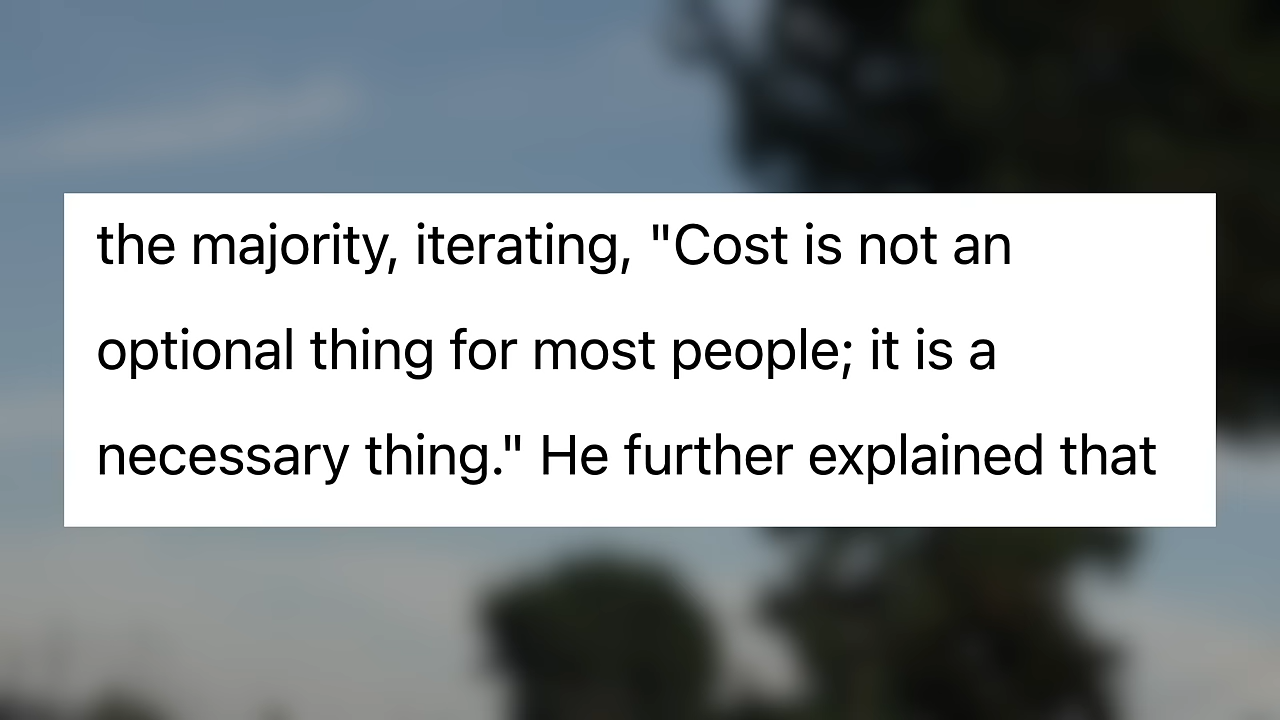 the majority, iterating, "Cost is not an
optional thing for most people; it is a
necessary thing." He further explained that